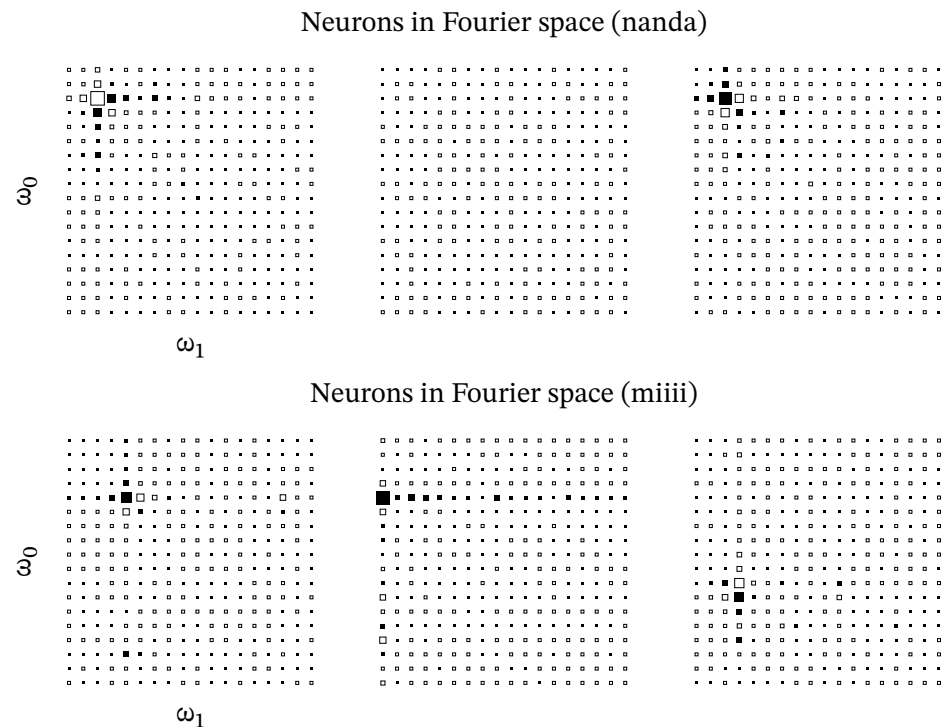 Neurons in Fourier space (nanda)
ω₀
ω₁
Neurons in Fourier space (miiii)
ω₀
ω₁